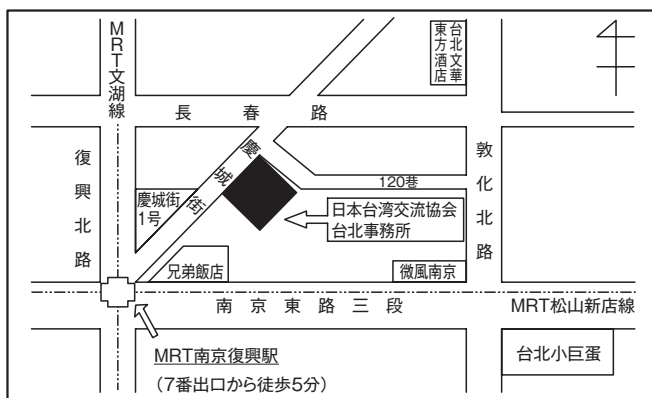 MRT文湖線
台北文華
東方酒店
長春路
復興北路
慶城街
敦化北路
120巷
慶城街
1号
日本台湾交流協会
台北事務所
兄弟飯店
微風南京
南京東路三段
MRT松山新店線
MRT南京復興駅
(7番出口から徒歩5分)
台北小巨蛋